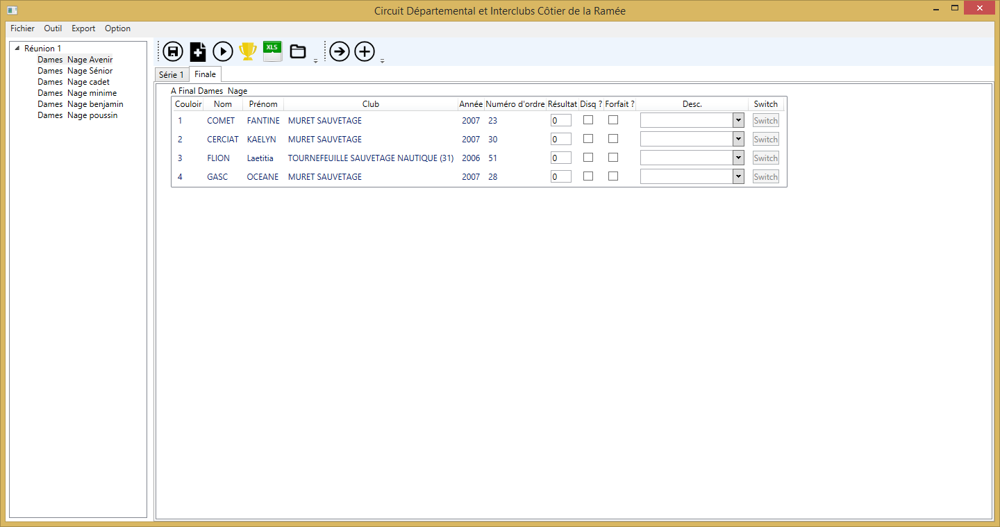 Circuit Départemental et Interclubs Côtier de la Ramée
Fichier Outil Export Option
Réunion 1
Dames Nage Avenir
Dames Nage Sénior
Dames Nage cadet
Dames Nage minime
Dames Nage benjamin
Dames Nage poussin
XLS
Série 1 Finale
A Final Dames Nage
Couloir Nom Prénom Club Année Numéro d'ordre Résultat Disq ? Forfait ? Desc. Switch
1 COMET FANTINE MURET SAUVETAGE 2007 23 0 Switch
2 CERCIAT KAELYN MURET SAUVETAGE 2007 30 0 Switch
3 FLION Laetitia TOURNEFEUILLE SAUVETAGE NAUTIQUE (31) 2006 51 0 Switch
4 GASC OCEANE MURET SAUVETAGE 2007 28 0 Switch